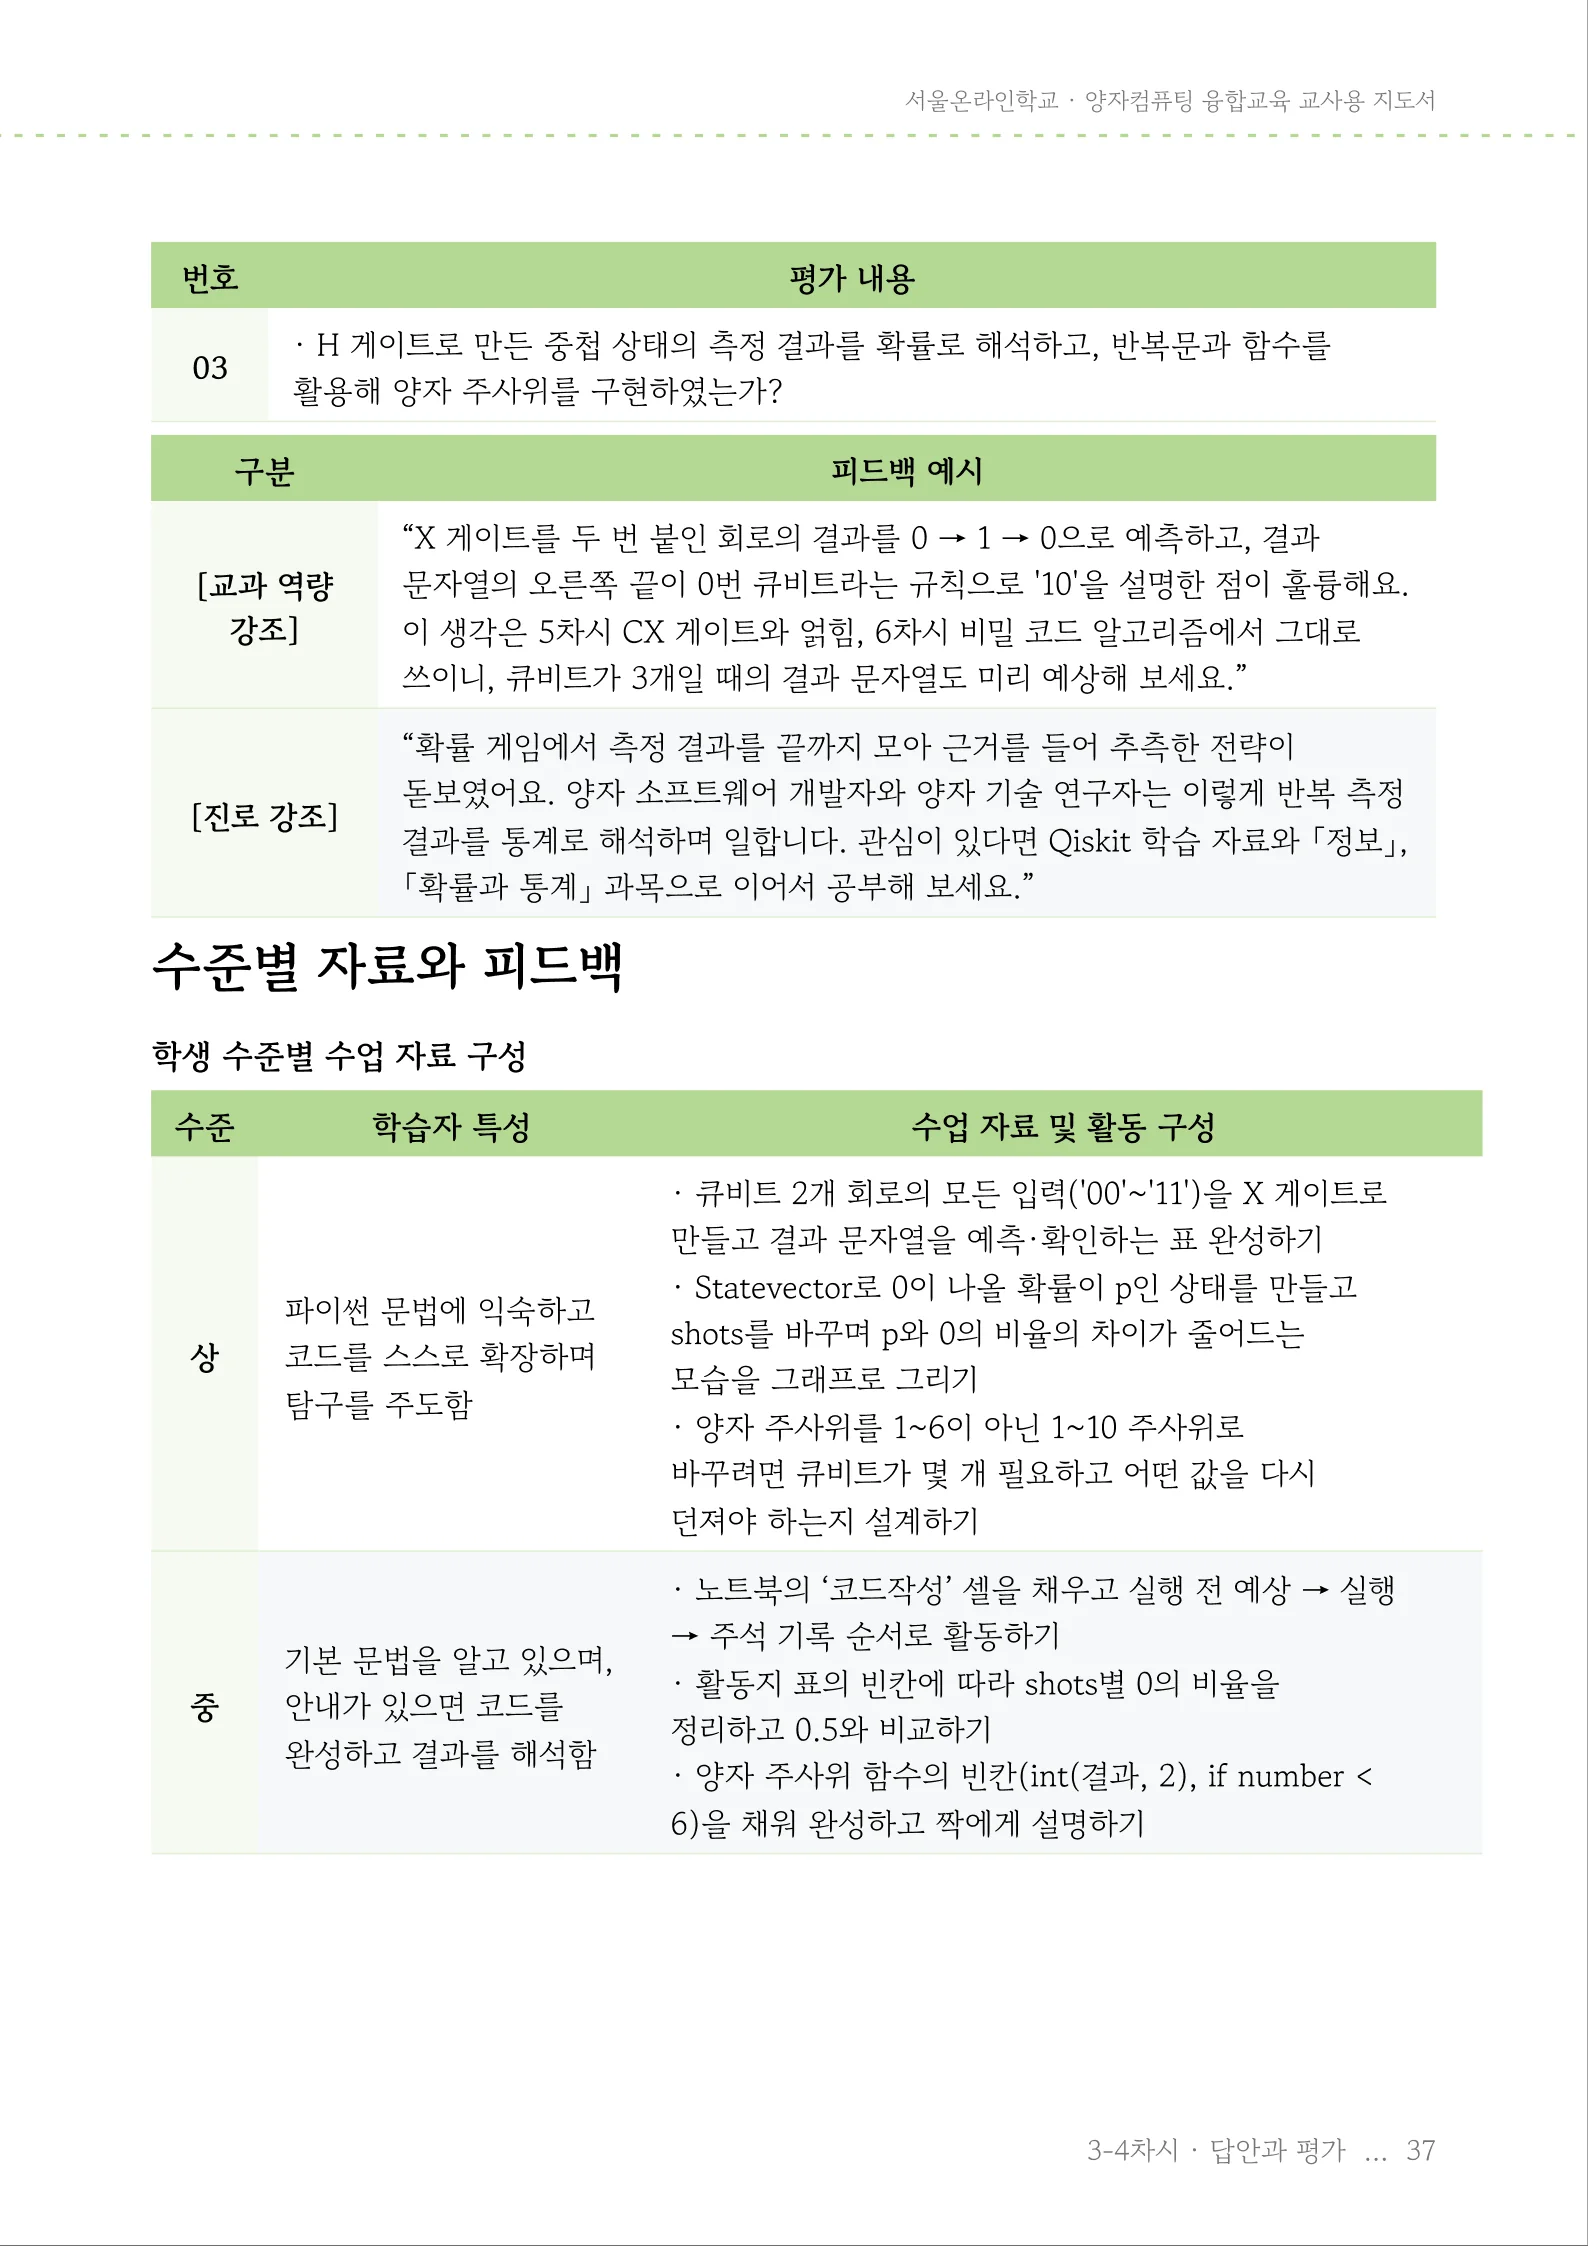 서울온라인학교 · 양자컴퓨팅 융합교육 교사용 지도서
번호 평가 내용
03
· H 게이트로 만든 중첩 상태의 측정 결과를 확률로 해석하고, 반복문과 함수를
활용해 양자 주사위를 구현하였는가?
구분 피드백 예시
[교과 역량
강조]
“X 게이트를 두 번 붙인 회로의 결과를 0 → 1 → 0으로 예측하고, 결과
문자열의 오른쪽 끝이 0번 큐비트라는 규칙으로 '10'을 설명한 점이 훌륭해요.
이 생각은 5차시 CX 게이트와 얽힘, 6차시 비밀 코드 알고리즘에서 그대로
쓰이니, 큐비트가 3개일 때의 결과 문자열도 미리 예상해 보세요.”
[진로 강조]
“확률 게임에서 측정 결과를 끝까지 모아 근거를 들어 추측한 전략이
돋보였어요. 양자 소프트웨어 개발자와 양자 기술 연구자는 이렇게 반복 측정
결과를 통계로 해석하며 일합니다. 관심이 있다면 Qiskit 학습 자료와 「정보」,
「확률과 통계」 과목으로 이어서 공부해 보세요.”
수준별 자료와 피드백
학생 수준별 수업 자료 구성
수준 학습자 특성 수업 자료 및 활동 구성
상
파이썬 문법에 익숙하고
코드를 스스로 확장하며
탐구를 주도함
· 큐비트 2개 회로의 모든 입력('00'~'11')을 X 게이트로
만들고 결과 문자열을 예측·확인하는 표 완성하기
· Statevector로 0이 나올 확률이 p인 상태를 만들고
shots를 바꾸며 p와 0의 비율의 차이가 줄어드는
모습을 그래프로 그리기
· 양자 주사위를 1~6이 아닌 1~10 주사위로
바꾸려면 큐비트가 몇 개 필요하고 어떤 값을 다시
던져야 하는지 설계하기
중
기본 문법을 알고 있으며,
안내가 있으면 코드를
완성하고 결과를 해석함
· 노트북의 ‘코드작성’ 셀을 채우고 실행 전 예상 → 실행
→ 주석 기록 순서로 활동하기
· 활동지 표의 빈칸에 따라 shots별 0의 비율을
정리하고 0.5와 비교하기
· 양자 주사위 함수의 빈칸(int(결과, 2), if number <
6)을 채워 완성하고 짝에게 설명하기
3-4차시 · 답안과 평가 ... 37